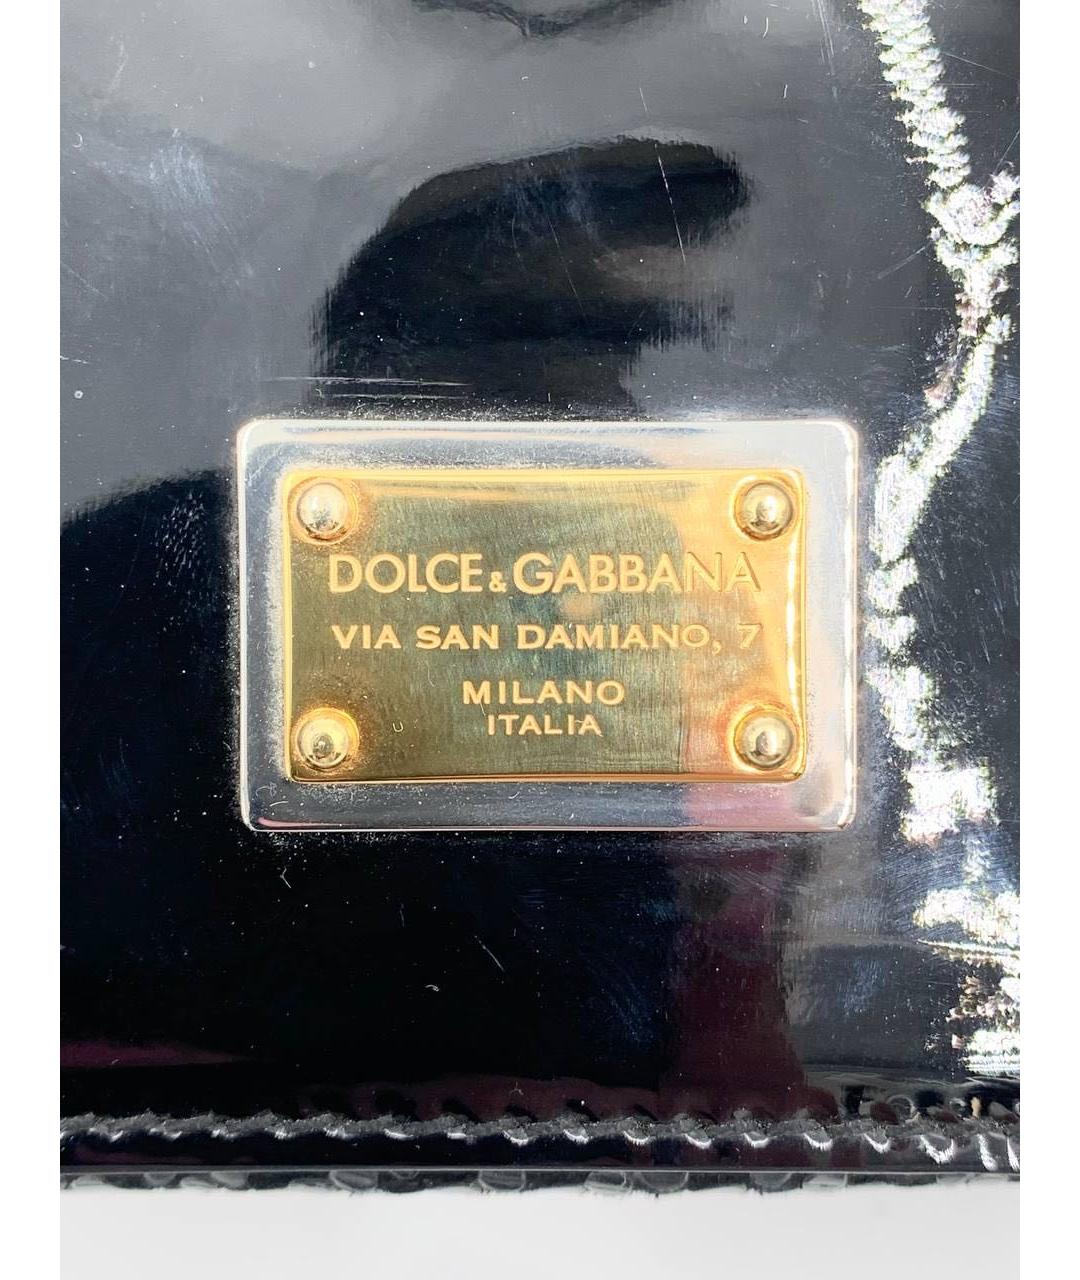 DOLCE&GABBANA
VIA SAN DAMIANO, 7
MILANO
ITALIA